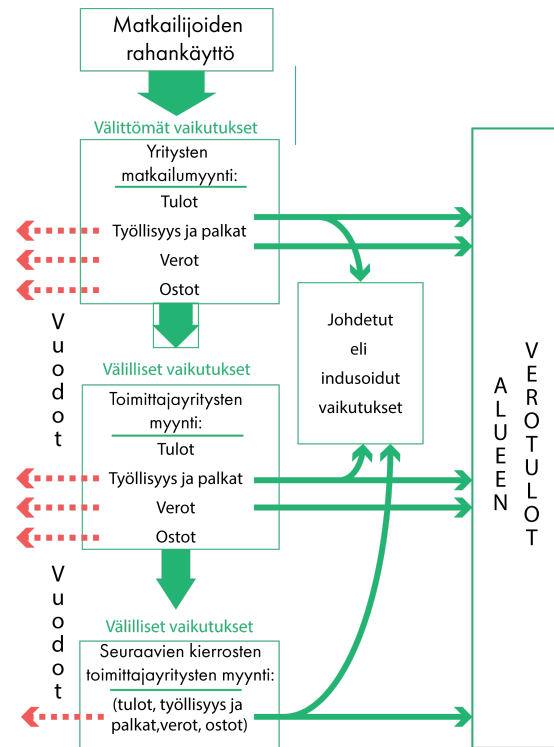 Matkailijoiden
rahankäyttö
Välittömät vaikutukset
Yritysten
matkailumyynti:
Tulot
Työllisyys ja palkat
Verot
Ostot
Vuodot
Johdetut
eli
indusoidut
vaikutukset
ALUEEN
VEROTULOT
Välilliset vaikutukset
Toimittajayritysten
myynti:
Tulot
Työllisyys ja palkat
Verot
Ostot
Vuodot
Välilliset vaikutukset
Seuraavien kierrosten
toimittajayritysten myynti:
(tulot, työllisyys ja
palkat,verot, ostot)